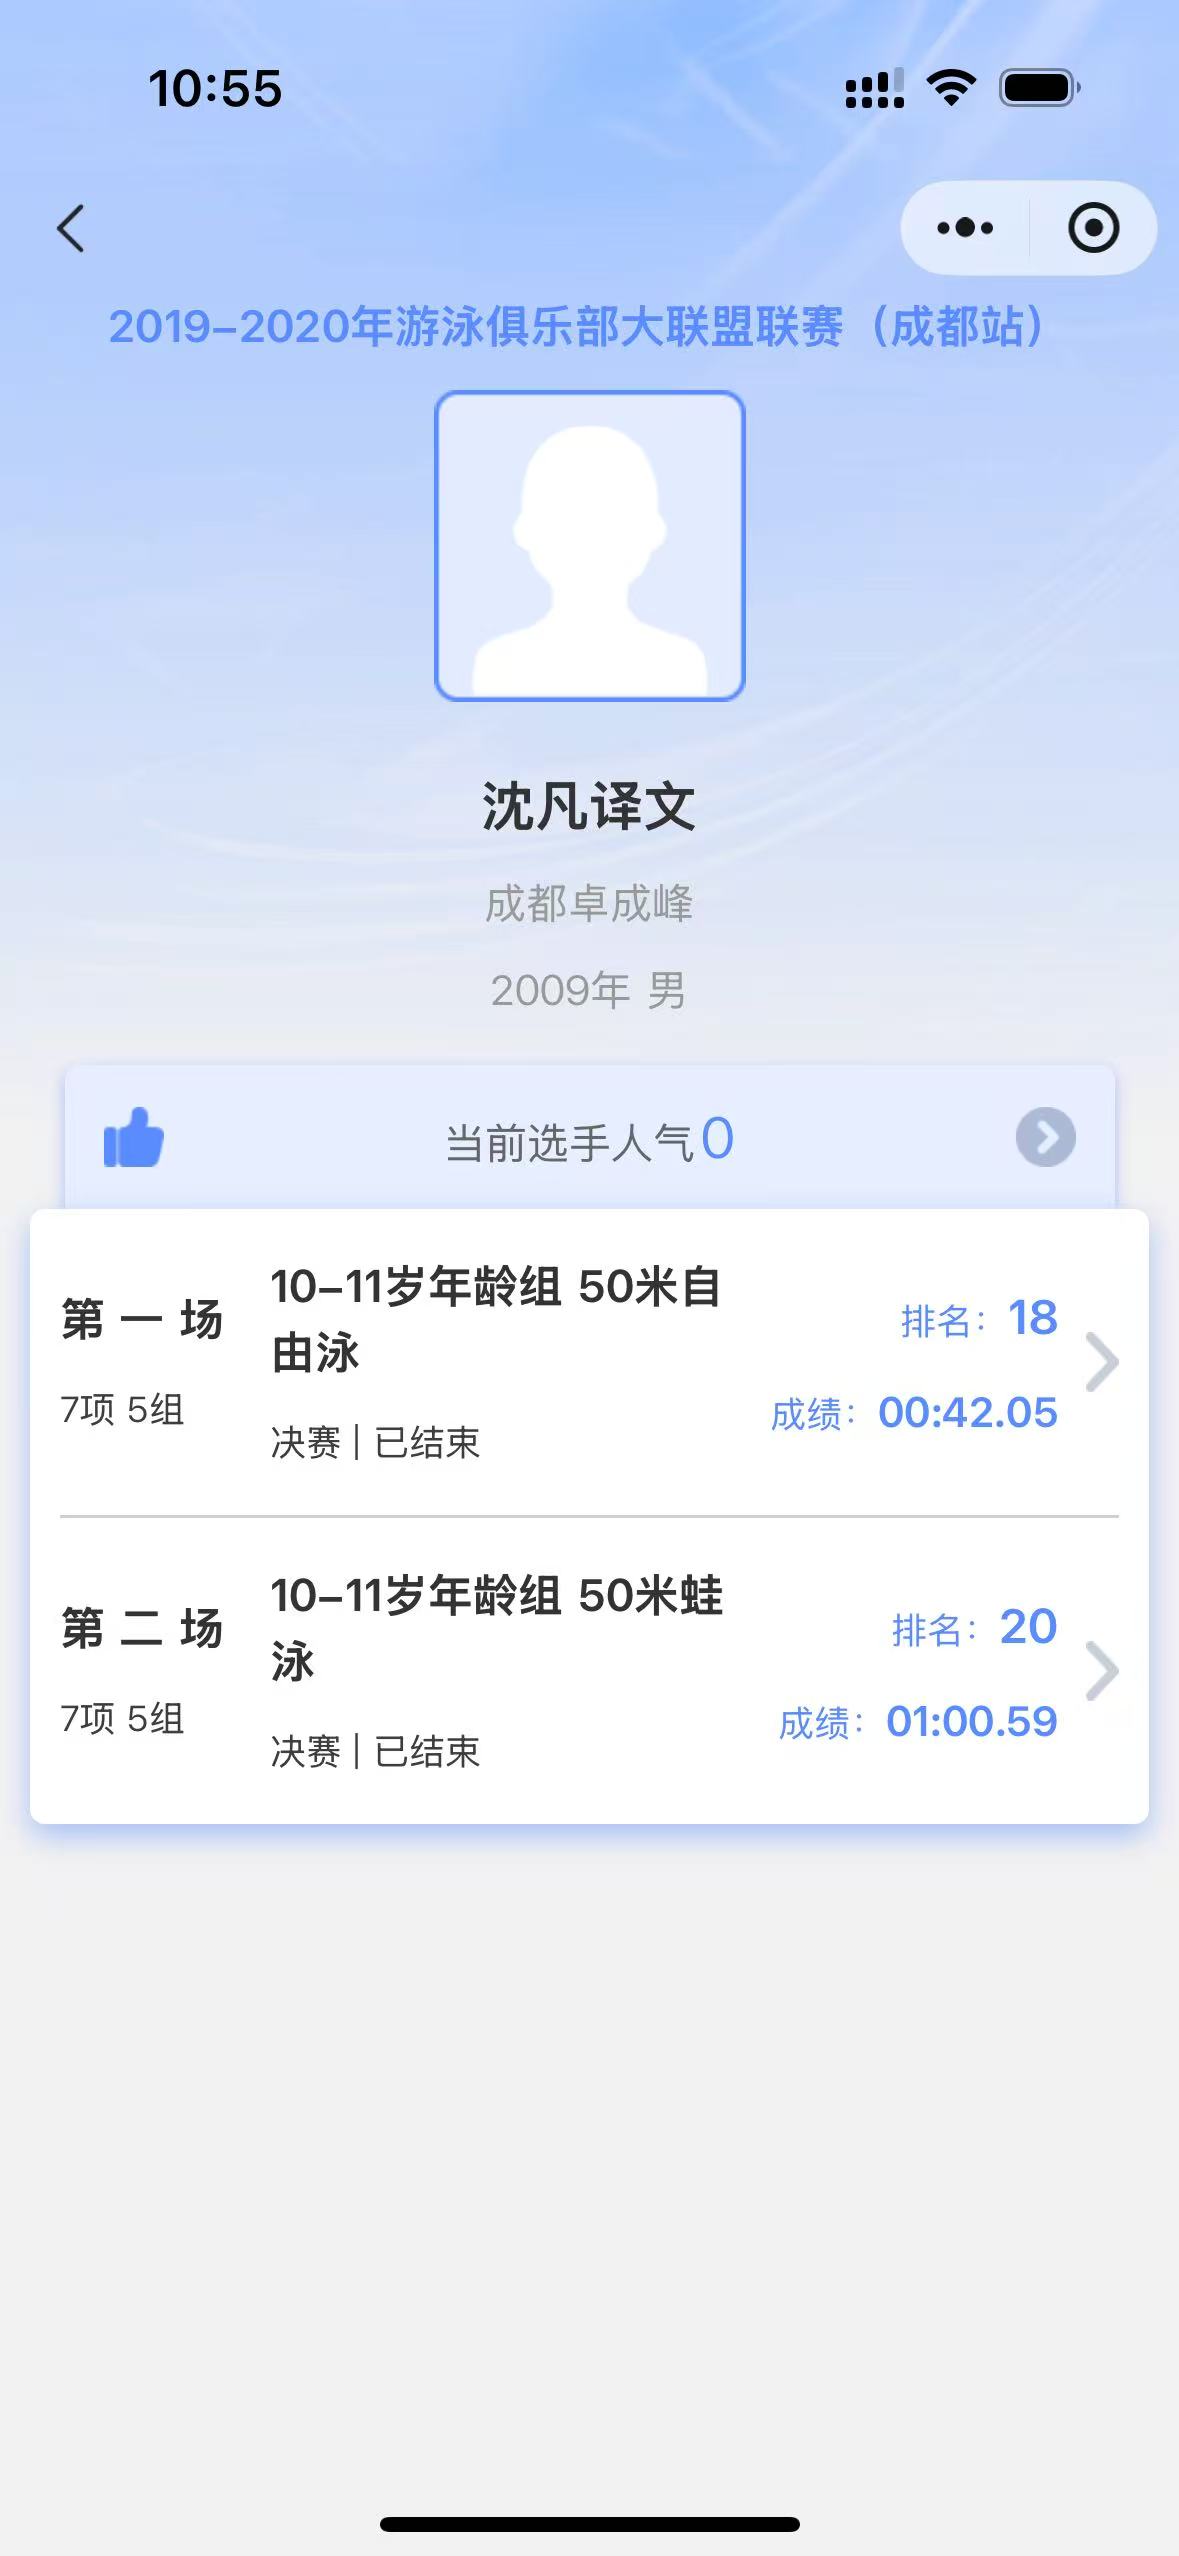 10:55
2019-2020年游泳俱乐部大联盟联赛（成都站）
沈凡译文
成都卓成峰
2009年 男
当前选手人气0
第一场
7项 5组
10-11岁年龄组 50米自
由泳
决赛 | 已结束
排名：18
成绩：00:42.05
第二场
7项 5组
10-11岁年龄组 50米蛙
泳
决赛 | 已结束
排名：20
成绩：01:00.59